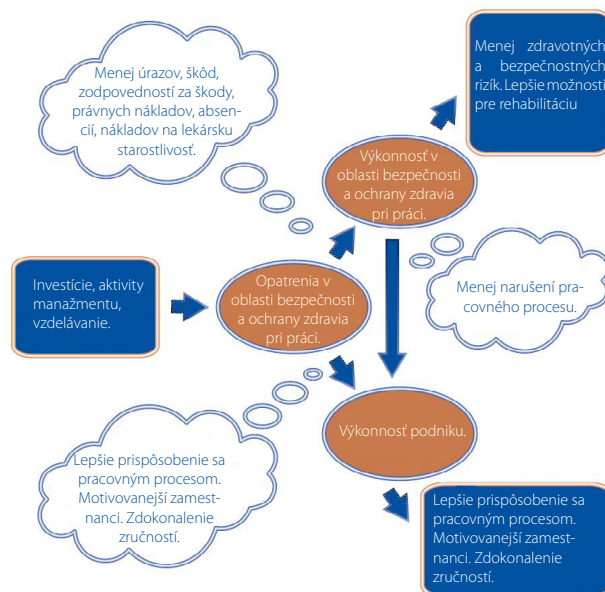 Menej zdravotných
a bezpečnostných
rizík. Lepšie možnosti
pre rehabilitáciu
Menej úrazov, škôd,
zodpovedností za škody,
právnych nákladov, absen-
cií, nákladov na lekársku
starostlivosť.
Výkonnosť v
oblasti bezpečnosti
a ochrany zdravia
pri práci.
Investície, aktivity
manažmentu,
vzdelávanie.
Opatrenia v
oblasti bezpečnosti
a ochrany zdravia
pri práci.
Menej narušení pra-
covného procesu.
Výkonnosť podniku.
Lepšie prispôsobenie sa
pracovným procesom.
Motivovanejší zamest-
nanci. Zdokonalenie
zručností.
Lepšie prispôsobenie sa
pracovným procesom.
Motivovanejší zamest-
nanci. Zdokonalenie
zručností.